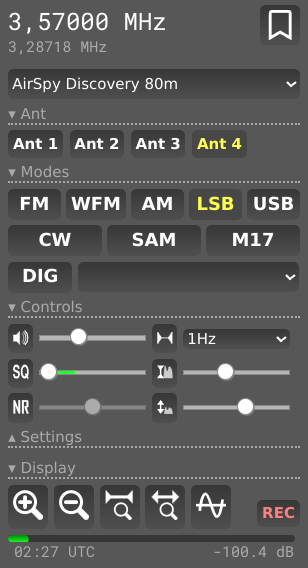 3,57000 MHz
3,28718 MHz
AirSpy Discovery 80m
Ant
Ant 1 Ant 2 Ant 3 Ant 4
Modes
FM WFM AM LSB USB
CW SAM M17
DIG
Controls
1Hz
SQ
NR
Settings
Display
REC
02:27 UTC -100.4 dB